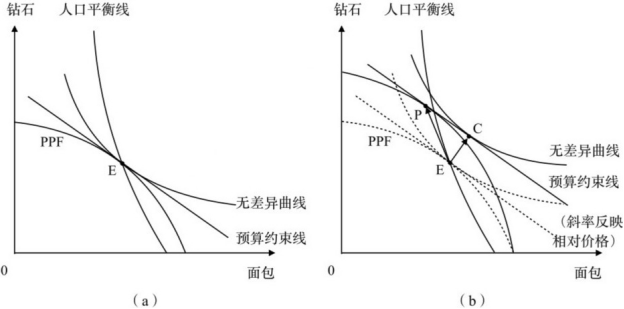 钻石 人口平衡线
PPF
E
无差异曲线
预算约束线
0
面包
（a）
钻石 人口平衡线
P
C
PPF
E
无差异曲线
预算约束线
（斜率反映
相对价格）
0
面包
（b）